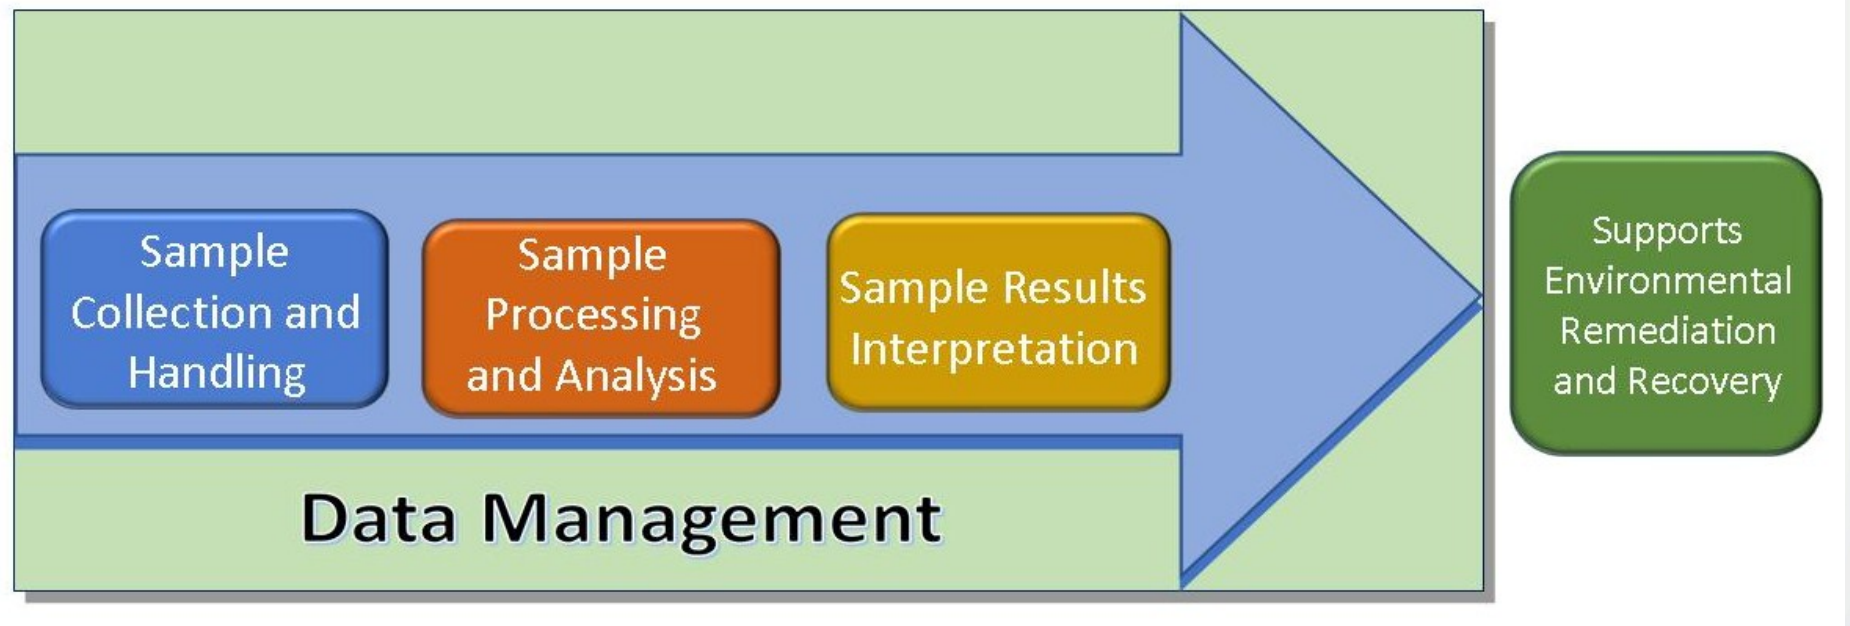 Sample
Collection and
Handling
Sample
Processing
and Analysis
Sample Results
Interpretation
Supports
Environmental
Remediation
and Recovery
Data Management